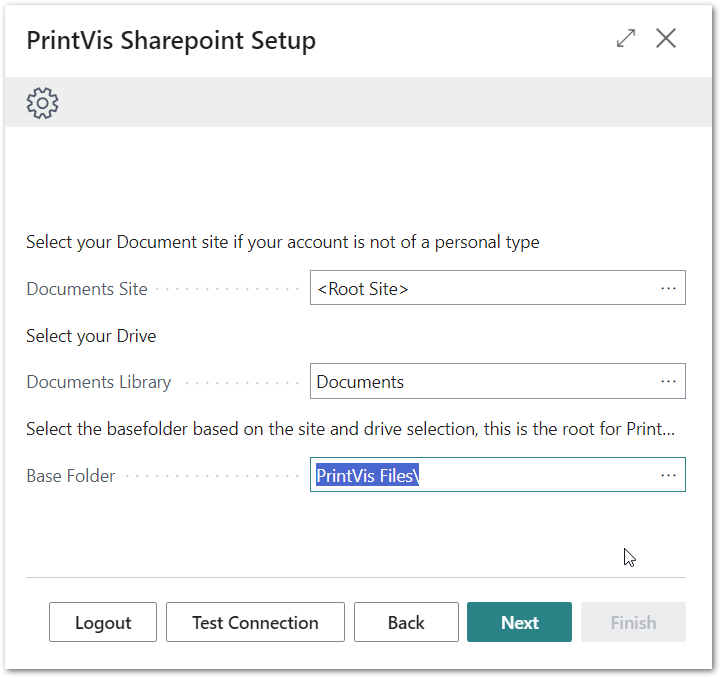 PrintVis Sharepoint Setup
Select your Document site if your account is not of a personal type
Documents Site <Root Site> ...
Select your Drive
Documents Library Documents ...
Select the basefolder based on the site and drive selection, this is the root for Print...
Base Folder PrintVis Files\ ...
Logout Test Connection Back Next Finish